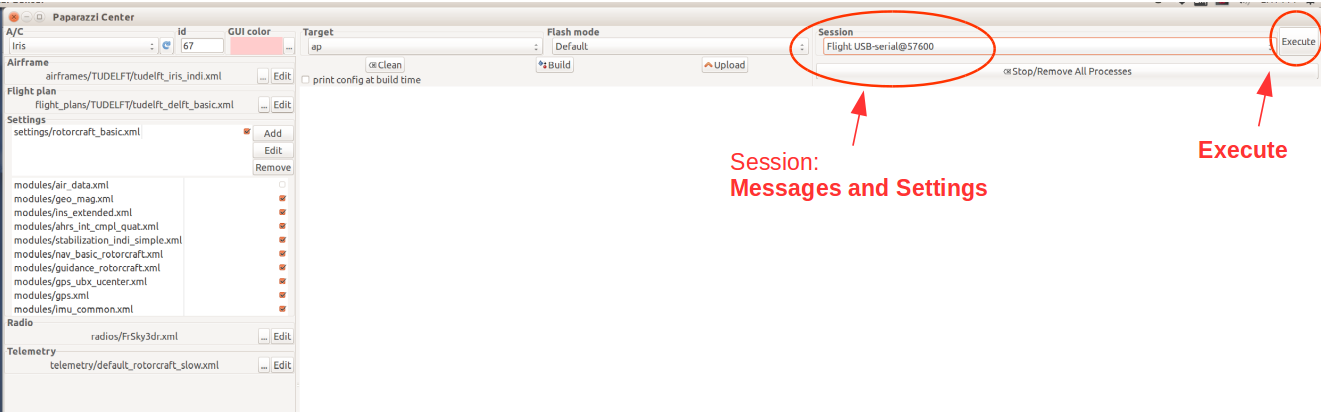 Paparazzi Center
A/C id GUI color Target Flash mode Session
Iris 67 ... ap Default Flight USB-serial@57600 Execute
Airframe Clean Build Upload Stop/Remove All Processes
airframes/TUDELFT/tudelft_iris_indi.xml ... Edit print config at build time
Flight plan
flight_plans/TUDELFT/tudelft_delft_basic.xml ... Edit
Settings
settings/rotorcraft_basic.xml Add
Edit
Remove
modules/air_data.xml
modules/geo_mag.xml
modules/ins_extended.xml
modules/ahrs_int_cmpl_quat.xml
modules/stabilization_indi_simple.xml
modules/nav_basic_rotorcraft.xml
modules/guidance_rotorcraft.xml
modules/gps_ubx_ucenter.xml
modules/gps.xml
modules/imu_common.xml
Radio
radios/FrSky3dr.xml ... Edit
Telemetry
telemetry/default_rotorcraft_slow.xml ... Edit
Session:
Messages and Settings
Execute